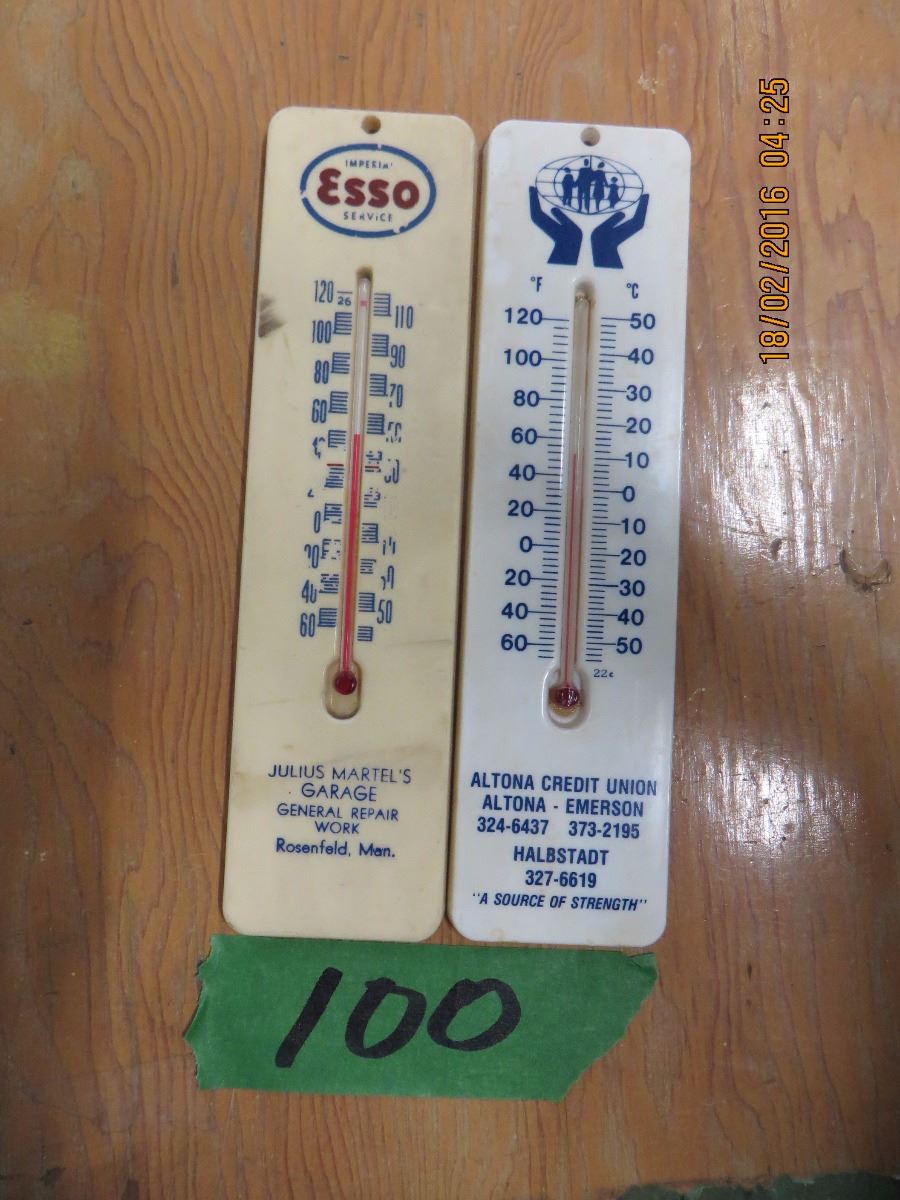 18/02/2016 04:25
Esso
SERVICE
120 26
110
100
90
80
70
60
0
60
50
JULIUS MARTEL'S
GARAGE
GENERAL REPAIR
WORK
Rosenfeld, Man.
°F °C
120 50
100 40
80 30
60 20
40 10
20 0
0 10
20 20
40 30
60 40
50
22c
ALTONA CREDIT UNION
ALTONA - EMERSON
324-6437 373-2195
HALBSTADT
327-6619
"A SOURCE OF STRENGTH"
100